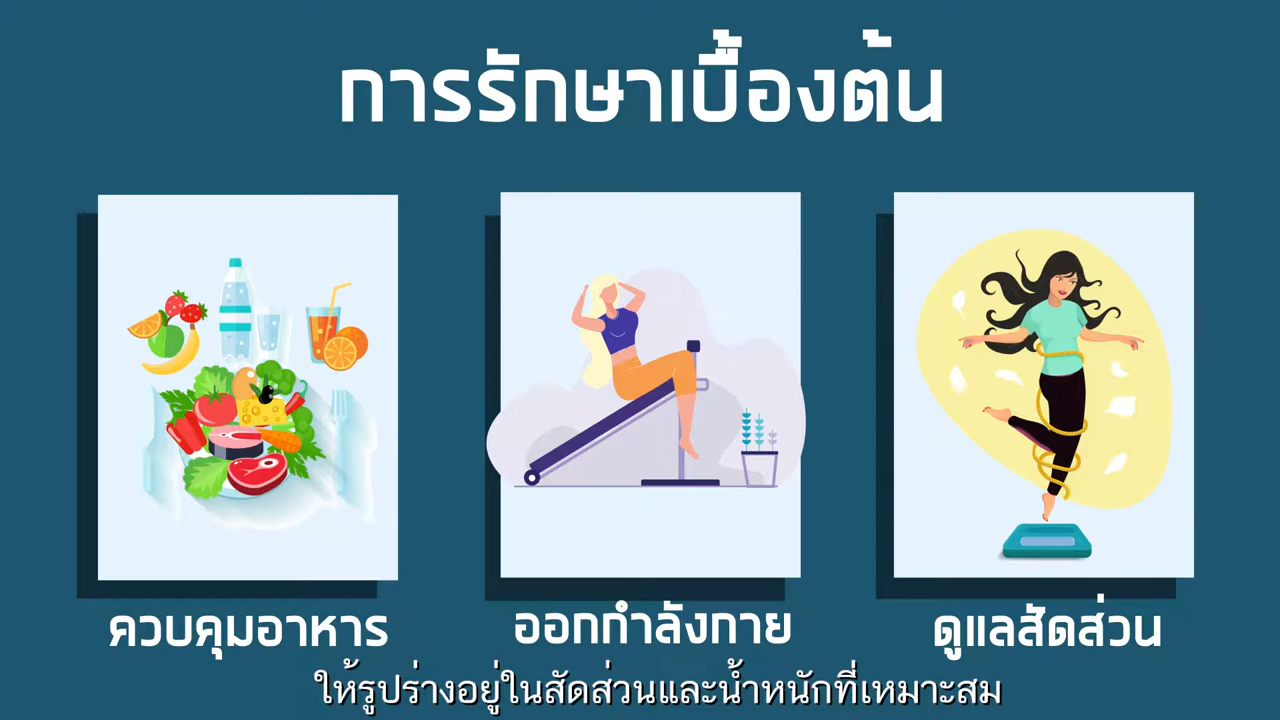 การรักษาเบื้องต้น
ควบคุมอาหาร
ออกกำลังกาย
ดูแลสัดส่วน
ให้รูปร่างอยู่ในสัดส่วนและน้ำหนักที่เหมาะสม